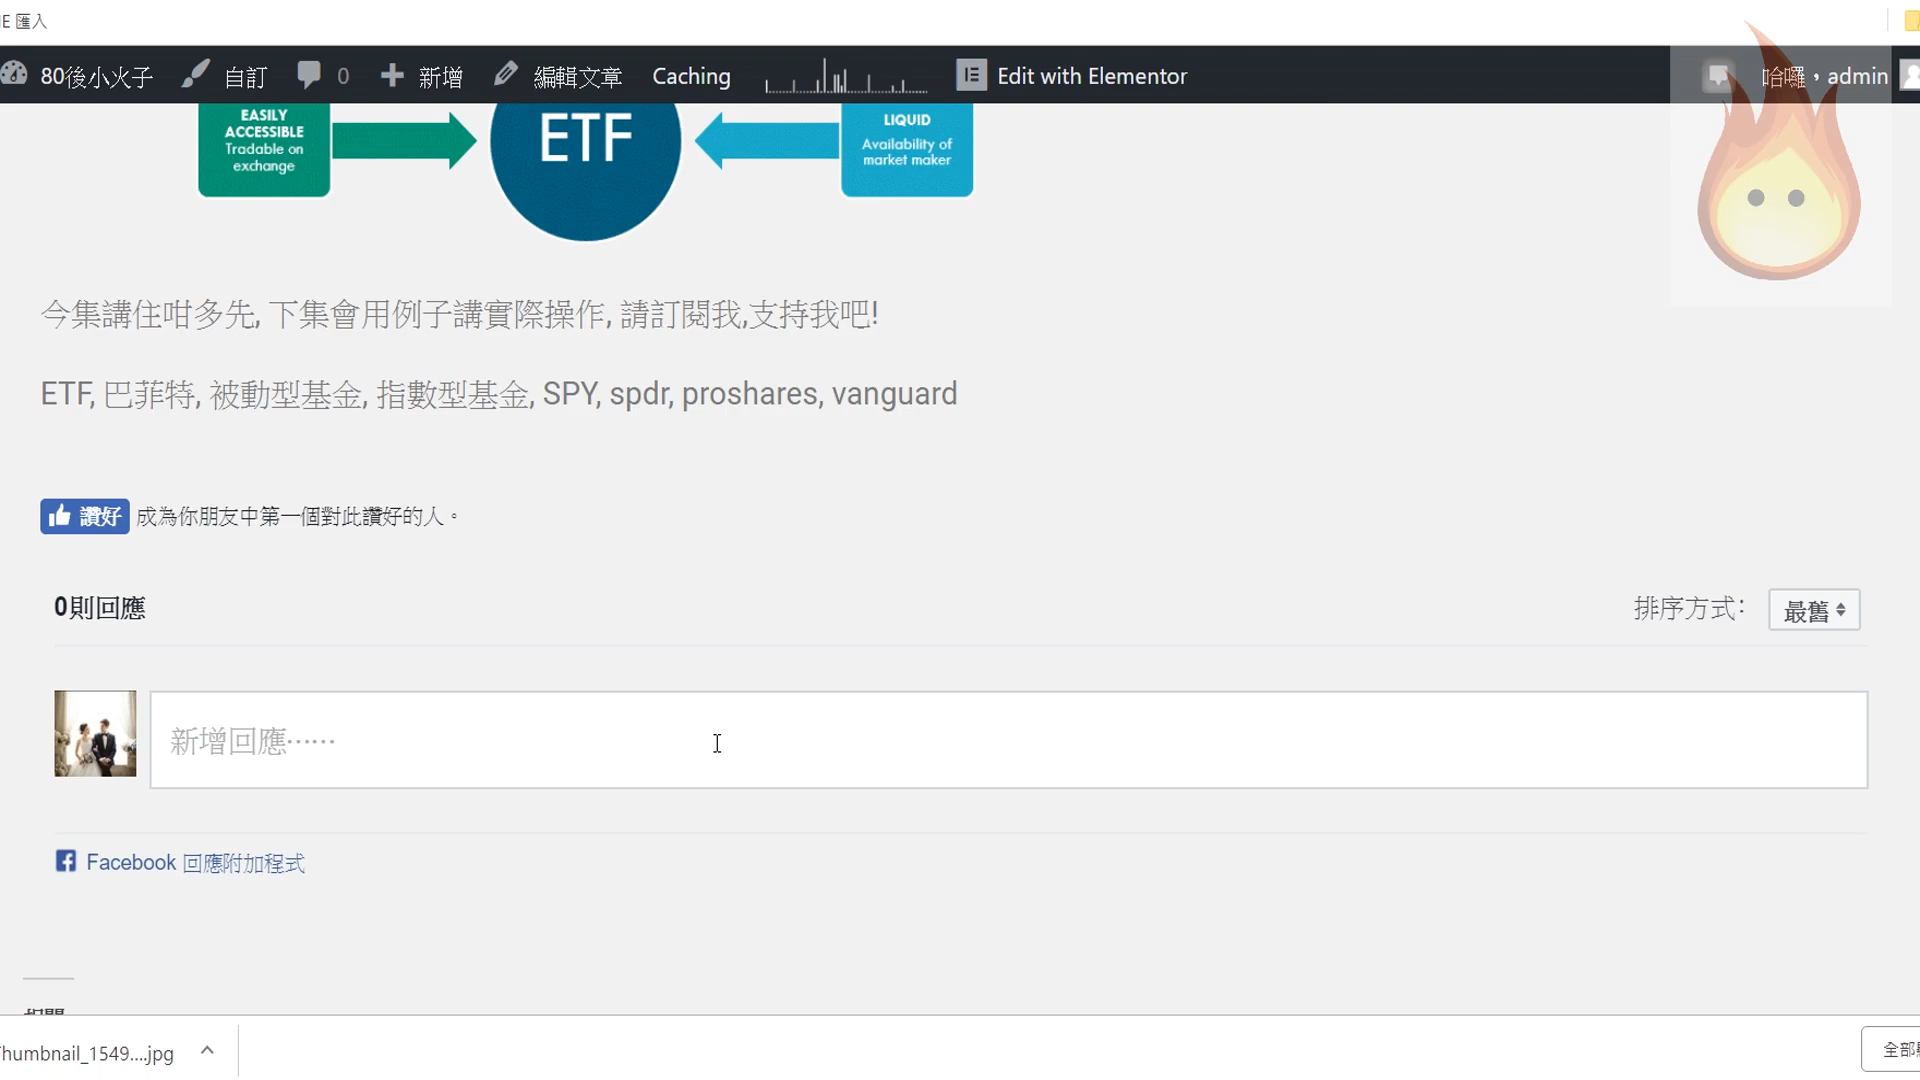 匯入
80後小火子
自訂
0
新增
編輯文章
Caching
Edit with Elementor
哈囉,admin
EASILY
ACCESSIBLE
Tradable on
exchange
ETF
LIQUID
Availability of
market maker
今集講住咁多先, 下集會用例子講實際操作, 請訂閱我,支持我吧!
ETF, 巴菲特, 被動型基金, 指數型基金, SPY, spdr, proshares, vanguard
讚好 成為你朋友中第一個對此讚好的人。
0則回應
排序方式: 最舊
新增回應⋯⋯
Facebook 回應附加程式
humbnail_1549....jpg
全部